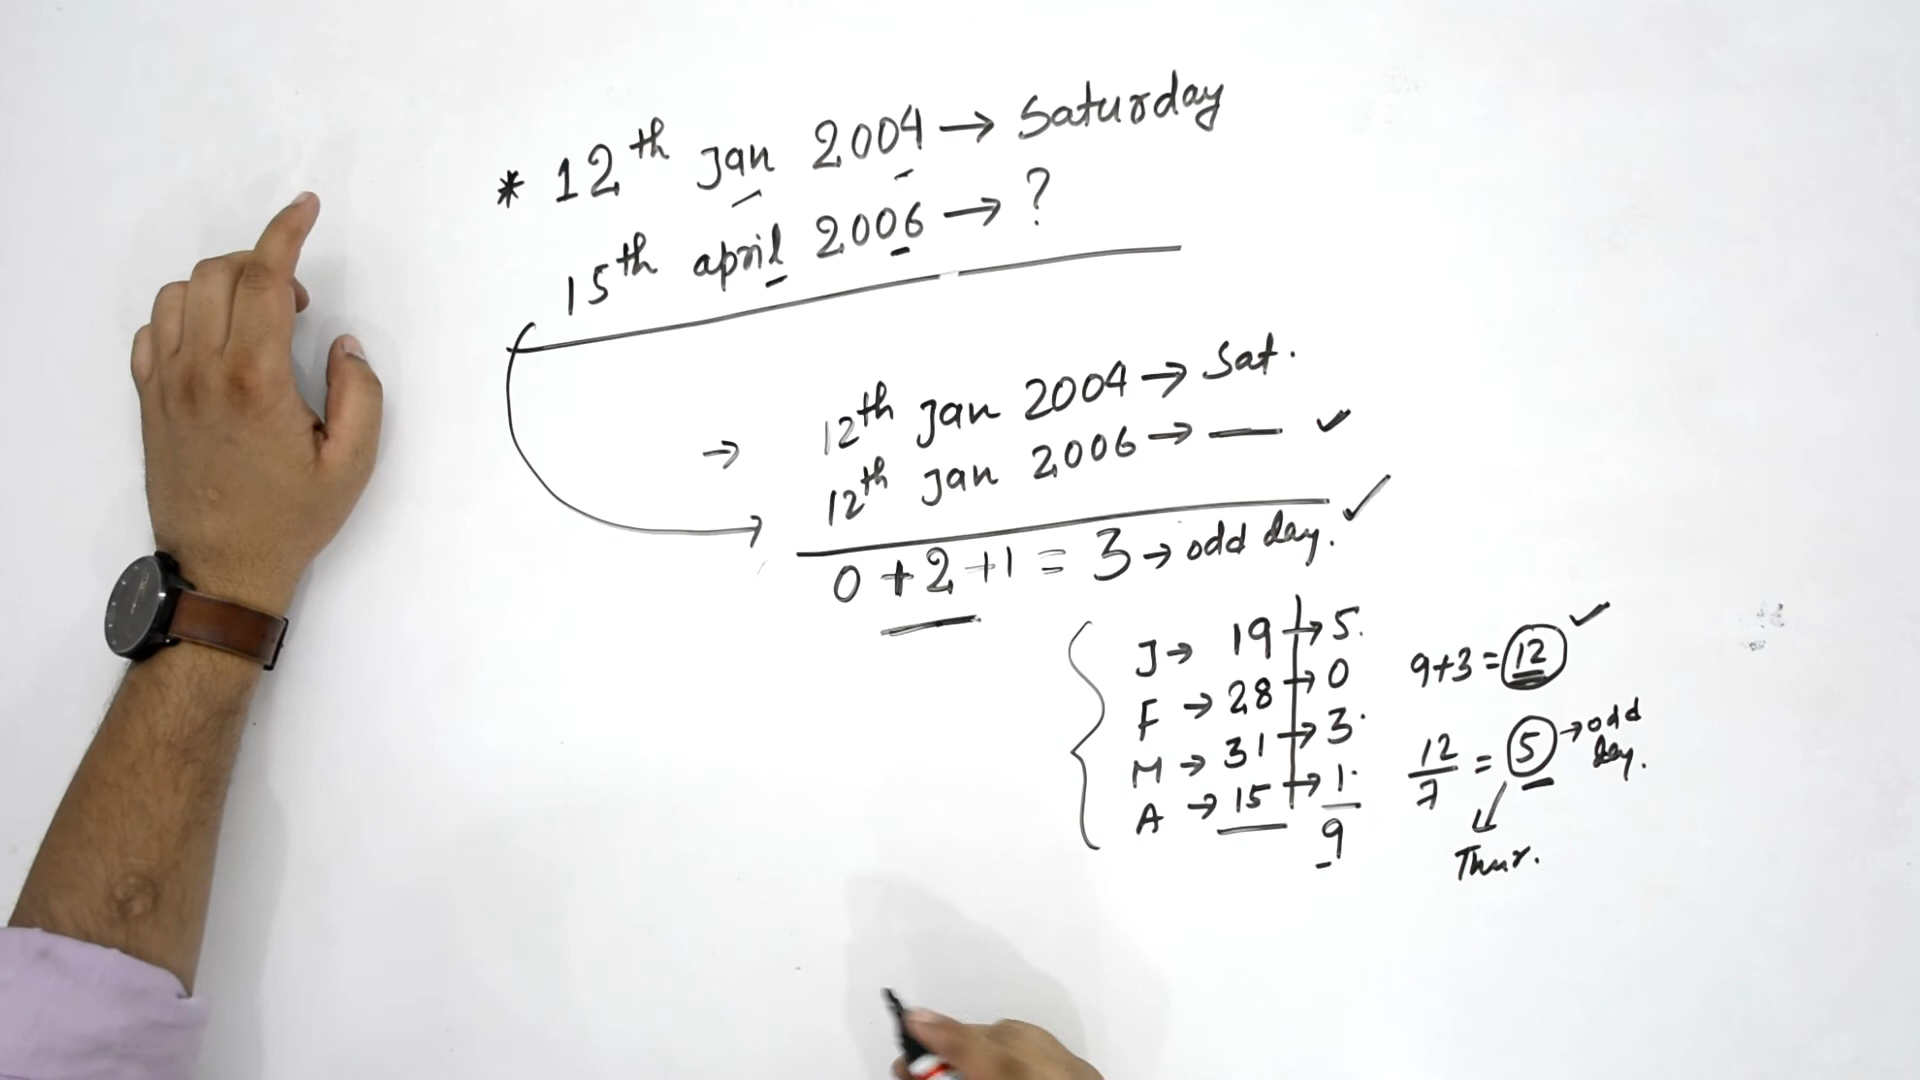 * 12th Jan 2004 → Saturday
15th april 2006 → ?
→ 12th Jan 2004 → Sat.
12th Jan 2006 → — ✓
0 + 2 + 1 = 3 → odd day. ✓
J → 19 → 5.
F → 28 → 0
M → 31 → 3.
A → 15 → 1.
9
9+3 = 12 ✓
12/7 = 5 → odd day.
Thur.